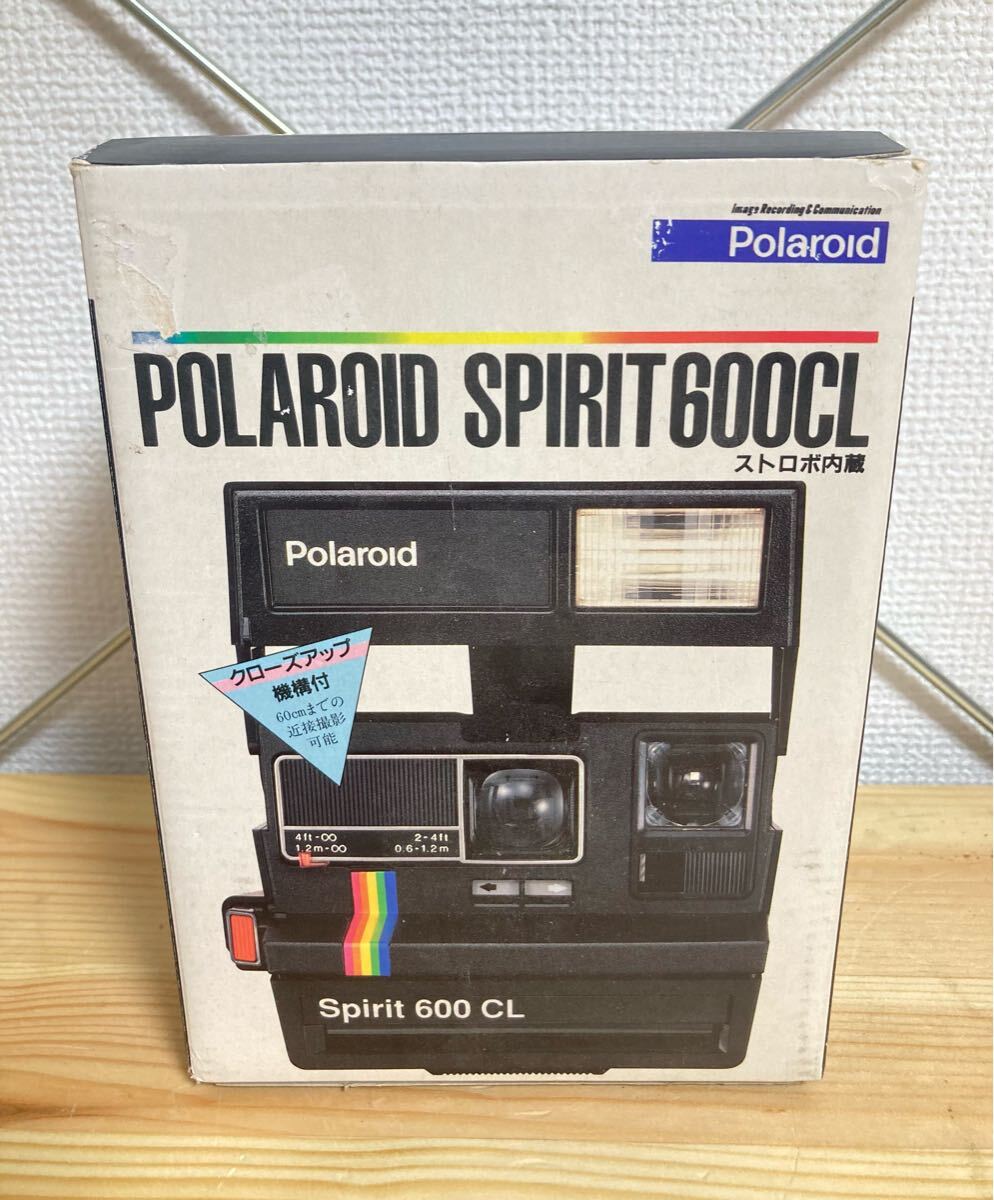 Image Recording & Communication
Polaroid
POLAROID SPIRIT600CL
ストロボ内蔵
Polaroid
クローズアップ
機構付
60cmまでの
近接撮影
可能
4ft-∞ 2-4ft
1.2m-∞ 0.6-1.2m
Spirit 600 CL